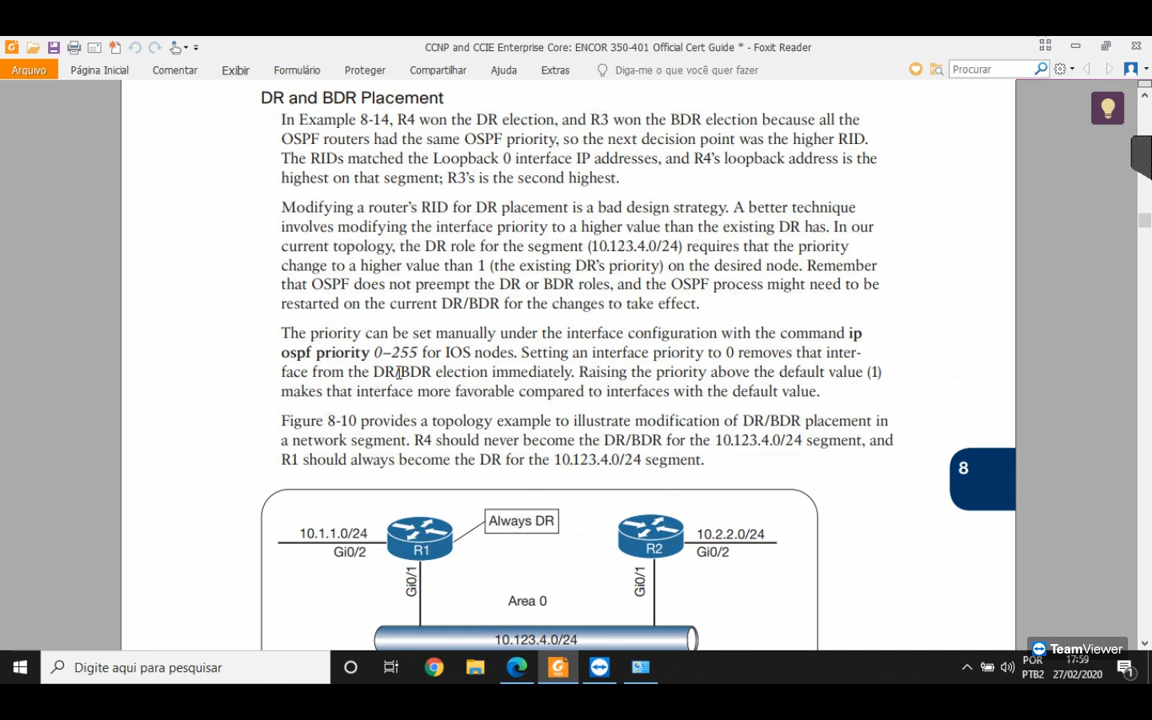 CCNP and CCIE Enterprise Core: ENCOR 350-401 Official Cert Guide * - Foxit Reader
Arquivo
Página Inicial
Comentar
Exibir
Formulário
Proteger
Compartilhar
Ajuda
Extras
Diga-me o que você quer fazer
Procurar
DR and BDR Placement
In Example 8-14, R4 won the DR election, and R3 won the BDR election because all the
OSPF routers had the same OSPF priority, so the next decision point was the higher RID.
The RIDs matched the Loopback 0 interface IP addresses, and R4's loopback address is the
highest on that segment; R3's is the second highest.
Modifying a router's RID for DR placement is a bad design strategy. A better technique
involves modifying the interface priority to a higher value than the existing DR has. In our
current topology, the DR role for the segment (10.123.4.0/24) requires that the priority
change to a higher value than 1 (the existing DR's priority) on the desired node. Remember
that OSPF does not preempt the DR or BDR roles, and the OSPF process might need to be
restarted on the current DR/BDR for the changes to take effect.
The priority can be set manually under the interface configuration with the command ip
ospf priority 0–255 for IOS nodes. Setting an interface priority to 0 removes that inter-
face from the DR/BDR election immediately. Raising the priority above the default value (1)
makes that interface more favorable compared to interfaces with the default value.
Figure 8-10 provides a topology example to illustrate modification of DR/BDR placement in
a network segment. R4 should never become the DR/BDR for the 10.123.4.0/24 segment, and
R1 should always become the DR for the 10.123.4.0/24 segment.
8
Always DR
10.1.1.0/24
Gi0/2
R1
R2
10.2.2.0/24
Gi0/2
Gi0/1
Gi0/1
Area 0
10.123.4.0/24
TeamViewer
Digite aqui para pesquisar
POR
PTB2
17:59
27/02/2020
1